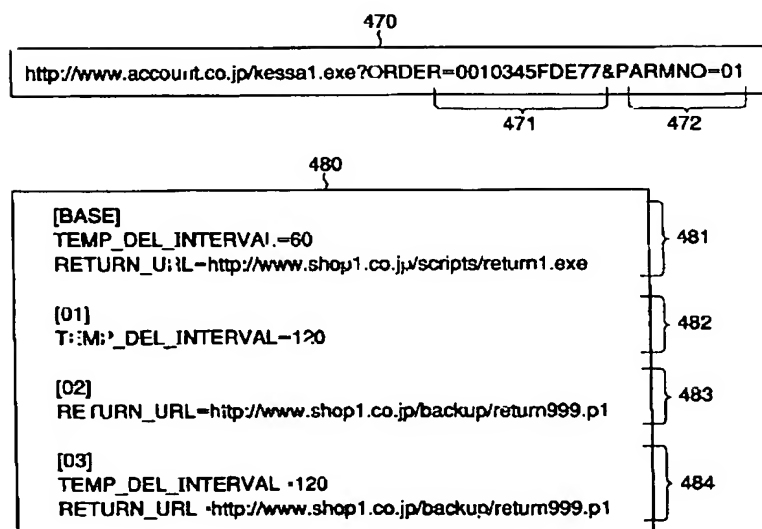 470
http://www.account.co.jp/kessa1.exe?ORDER=0010345FDE77&PARMNO=01
471 472
480
[BASE]
TEMP_DEL_INTERVAL=60
RETURN_URL=http://www.shop1.co.jp/scripts/return1.exe
481
[01]
TEMP_DEL_INTERVAL=120
482
[02]
RETURN_URL=http://www.shop1.co.jp/backup/return999.p1
483
[03]
TEMP_DEL_INTERVAL=120
RETURN_URL=http://www.shop1.co.jp/backup/return999.p1
484